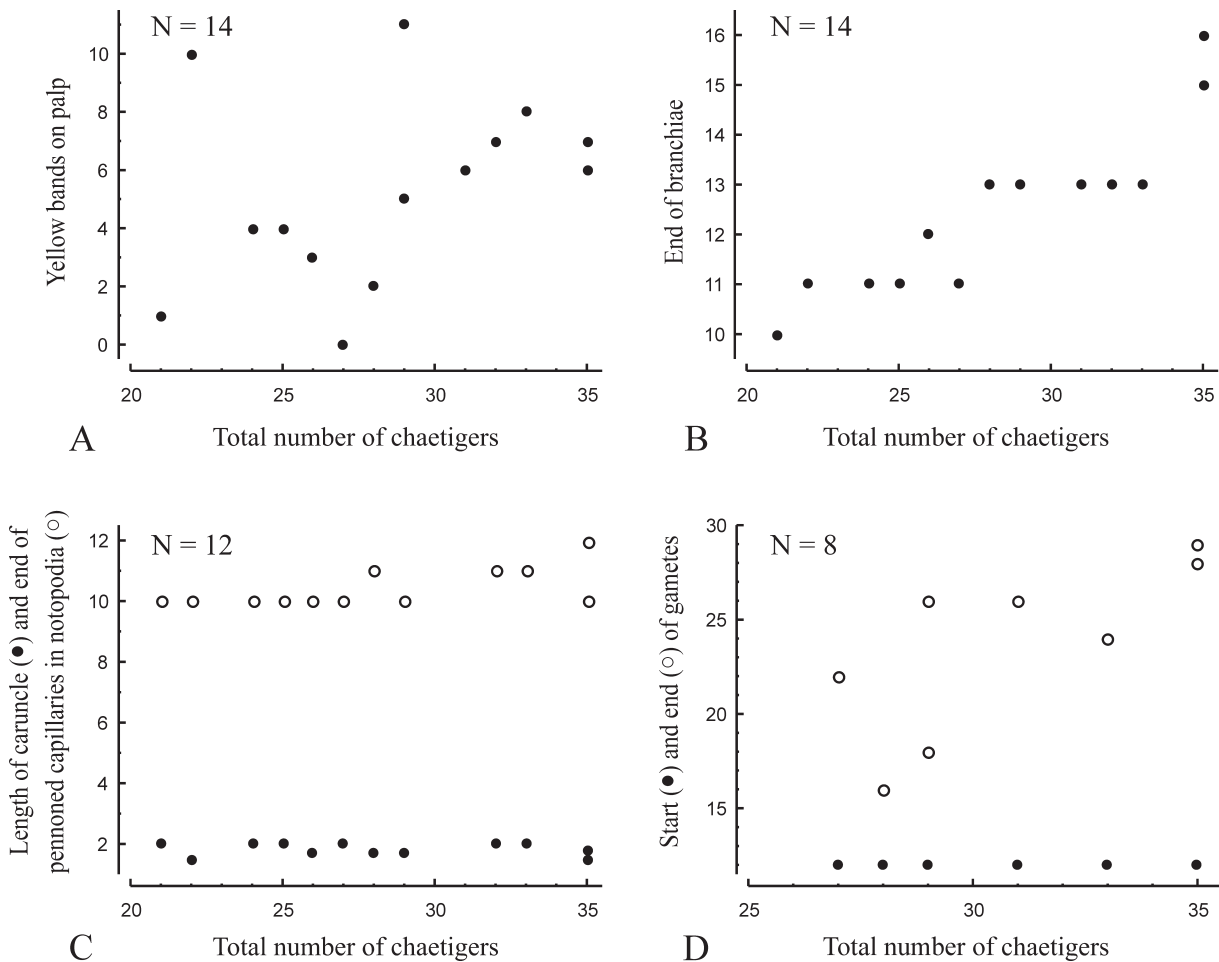 N = 14
Yellow bands on palp
10
8
6
4
2
0
20
25
30
35
A
Total number of chaetigers
N = 14
End of branchiae
16
15
14
13
12
11
10
20
25
30
35
B
Total number of chaetigers
N = 12
Length of caruncle (●) and end of
pennoned capillaries in notopodia (○)
12
10
8
6
4
2
20
25
30
35
C
Total number of chaetigers
N = 8
Start (●) and end (○) of gametes
30
25
20
15
25
30
35
D
Total number of chaetigers